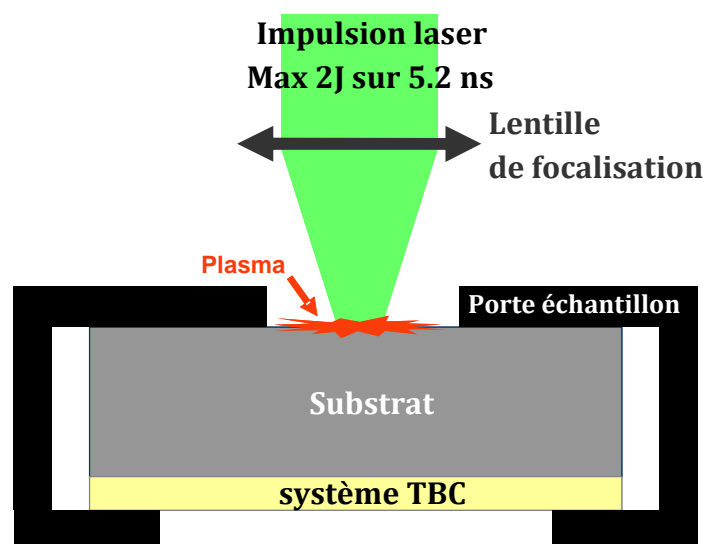 Impulsion laser
Max 2J sur 5.2 ns
Lentille
de focalisation
Plasma
Porte échantillon
Substrat
système TBC